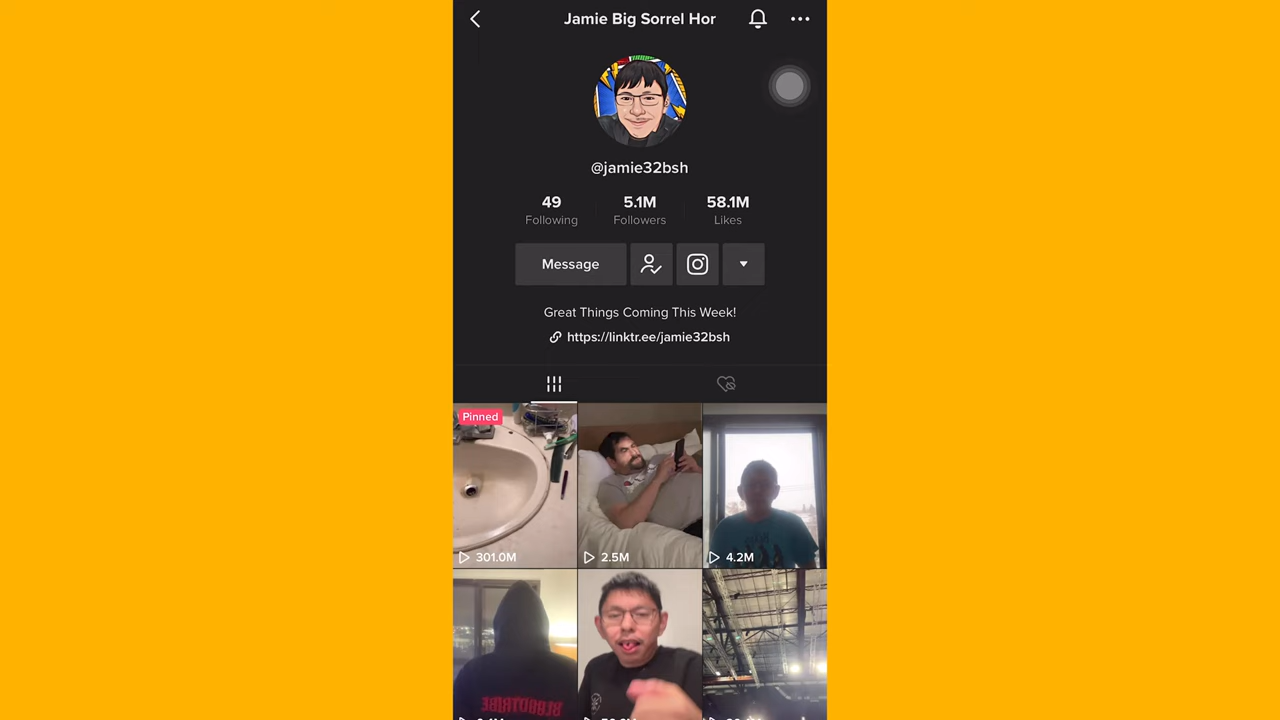 Jamie Big Sorrel Hor
@jamie32bsh
49 5.1M 58.1M
Following Followers Likes
Message
Great Things Coming This Week!
https://linktr.ee/jamie32bsh
Pinned
301.0M 2.5M 4.2M